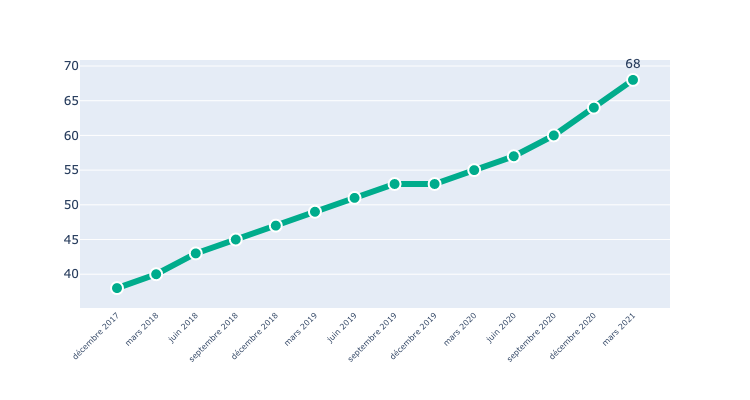 70
65
60
55
50
45
40
68
décembre 2017
mars 2018
juin 2018
septembre 2018
décembre 2018
mars 2019
juin 2019
septembre 2019
décembre 2019
mars 2020
juin 2020
septembre 2020
décembre 2020
mars 2021